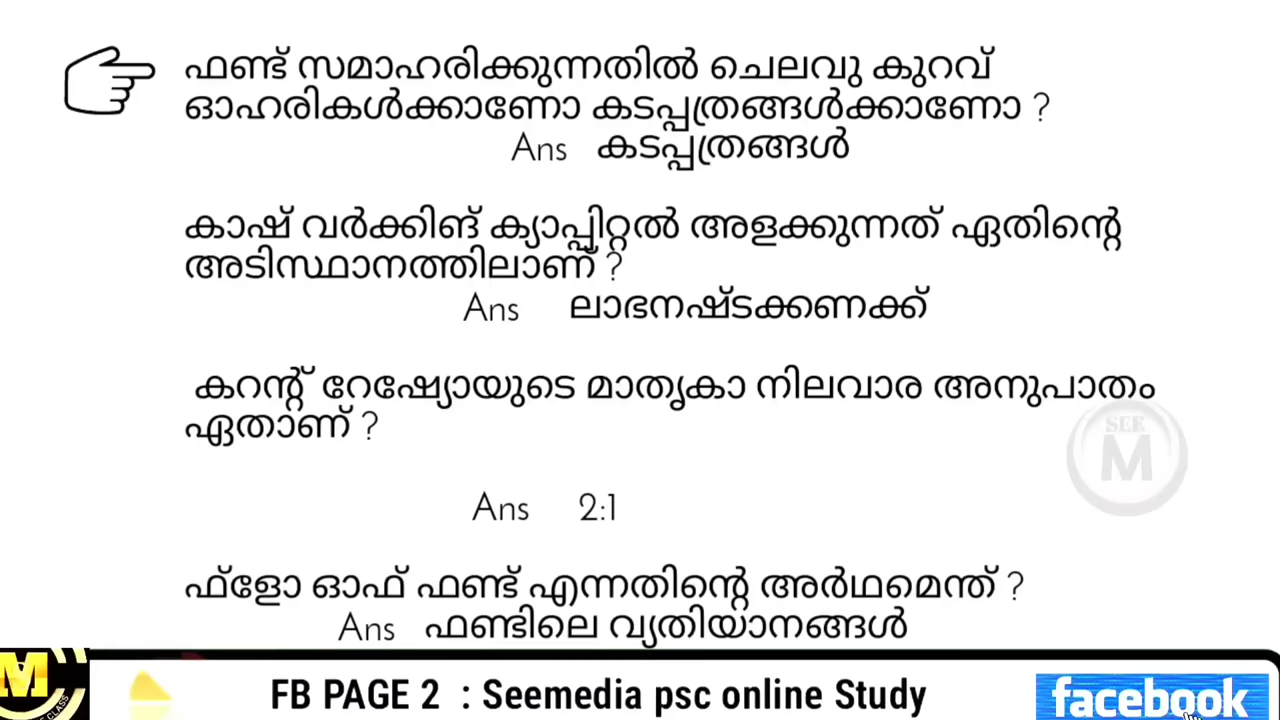 ഫണ്ട് സമാഹരിക്കുന്നതിൽ ചെലവു കുറവ്
ഓഹരികൾക്കാണോ കടപ്പത്രങ്ങൾക്കാണോ ?
Ans കടപ്പത്രങ്ങൾ
കാഷ് വർക്കിങ് ക്യാപ്പിറ്റൽ അളക്കുന്നത് ഏതിന്റെ
അടിസ്ഥാനത്തിലാണ് ?
Ans ലാഭനഷ്ടക്കണക്ക്
കറന്റ് റേഷ്യോയുടെ മാതൃകാ നിലവാര അനുപാതം
ഏതാണ് ?
SEE
M
Ans 2:1
ഫ്ളോ ഓഫ് ഫണ്ട് എന്നതിന്റെ അർഥമെന്ത് ?
Ans ഫണ്ടിലെ വ്യതിയാനങ്ങൾ
M
CLASS
FB PAGE 2 : Seemedia psc online Study
facebook